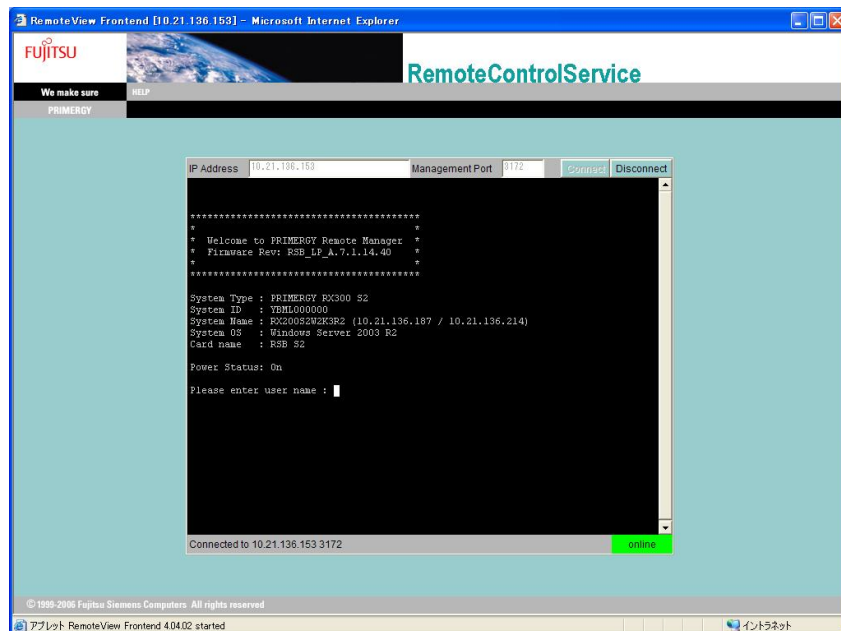 RemoteView Frontend [10.21.136.153] - Microsoft Internet Explorer
FUJITSU
RemoteControlService
We make sure
HELP
PRIMERGY
IP Address 10.21.136.153 Management Port 3172 Connect Disconnect
****************************************
* *
* Welcome to PRIMERGY Remote Manager *
* Firmware Rev: RSB_LP_A.7.1.14.40 *
* *
****************************************
System Type : PRIMERGY RX300 S2
System ID : YBML000000
System Name : RX200S2W2K3R2 (10.21.136.187 / 10.21.136.214)
System OS : Windows Server 2003 R2
Card name : RSB S2
Power Status: On
Please enter user name :
Connected to 10.21.136.153 3172 online
©1999-2006 Fujitsu Siemens Computers All rights reserved
アプレット RemoteView Frontend 4.04.02 started イントラネット